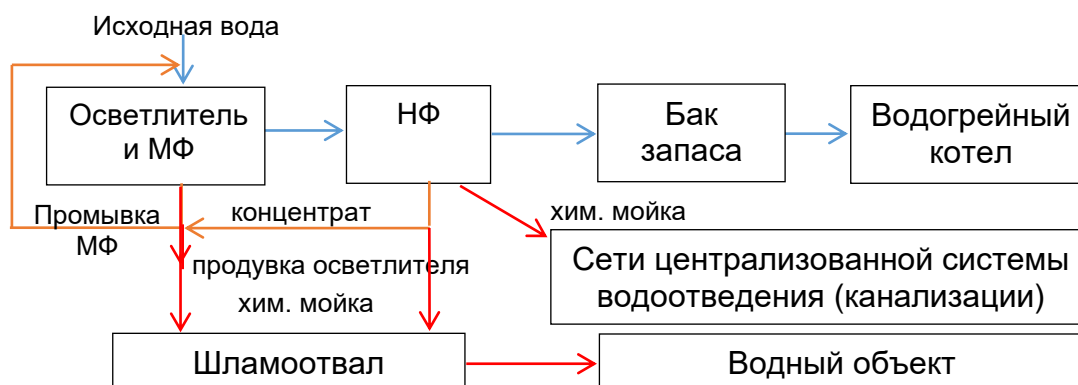 Исходная вода
Осветлитель
и МФ
НФ
Бак
запаса
Водогрейный
котел
Промывка
МФ
концентрат
хим. мойка
продувка осветлителя
хим. мойка
Сети централизованной системы
водоотведения (канализации)
Шламоотвал
Водный объект